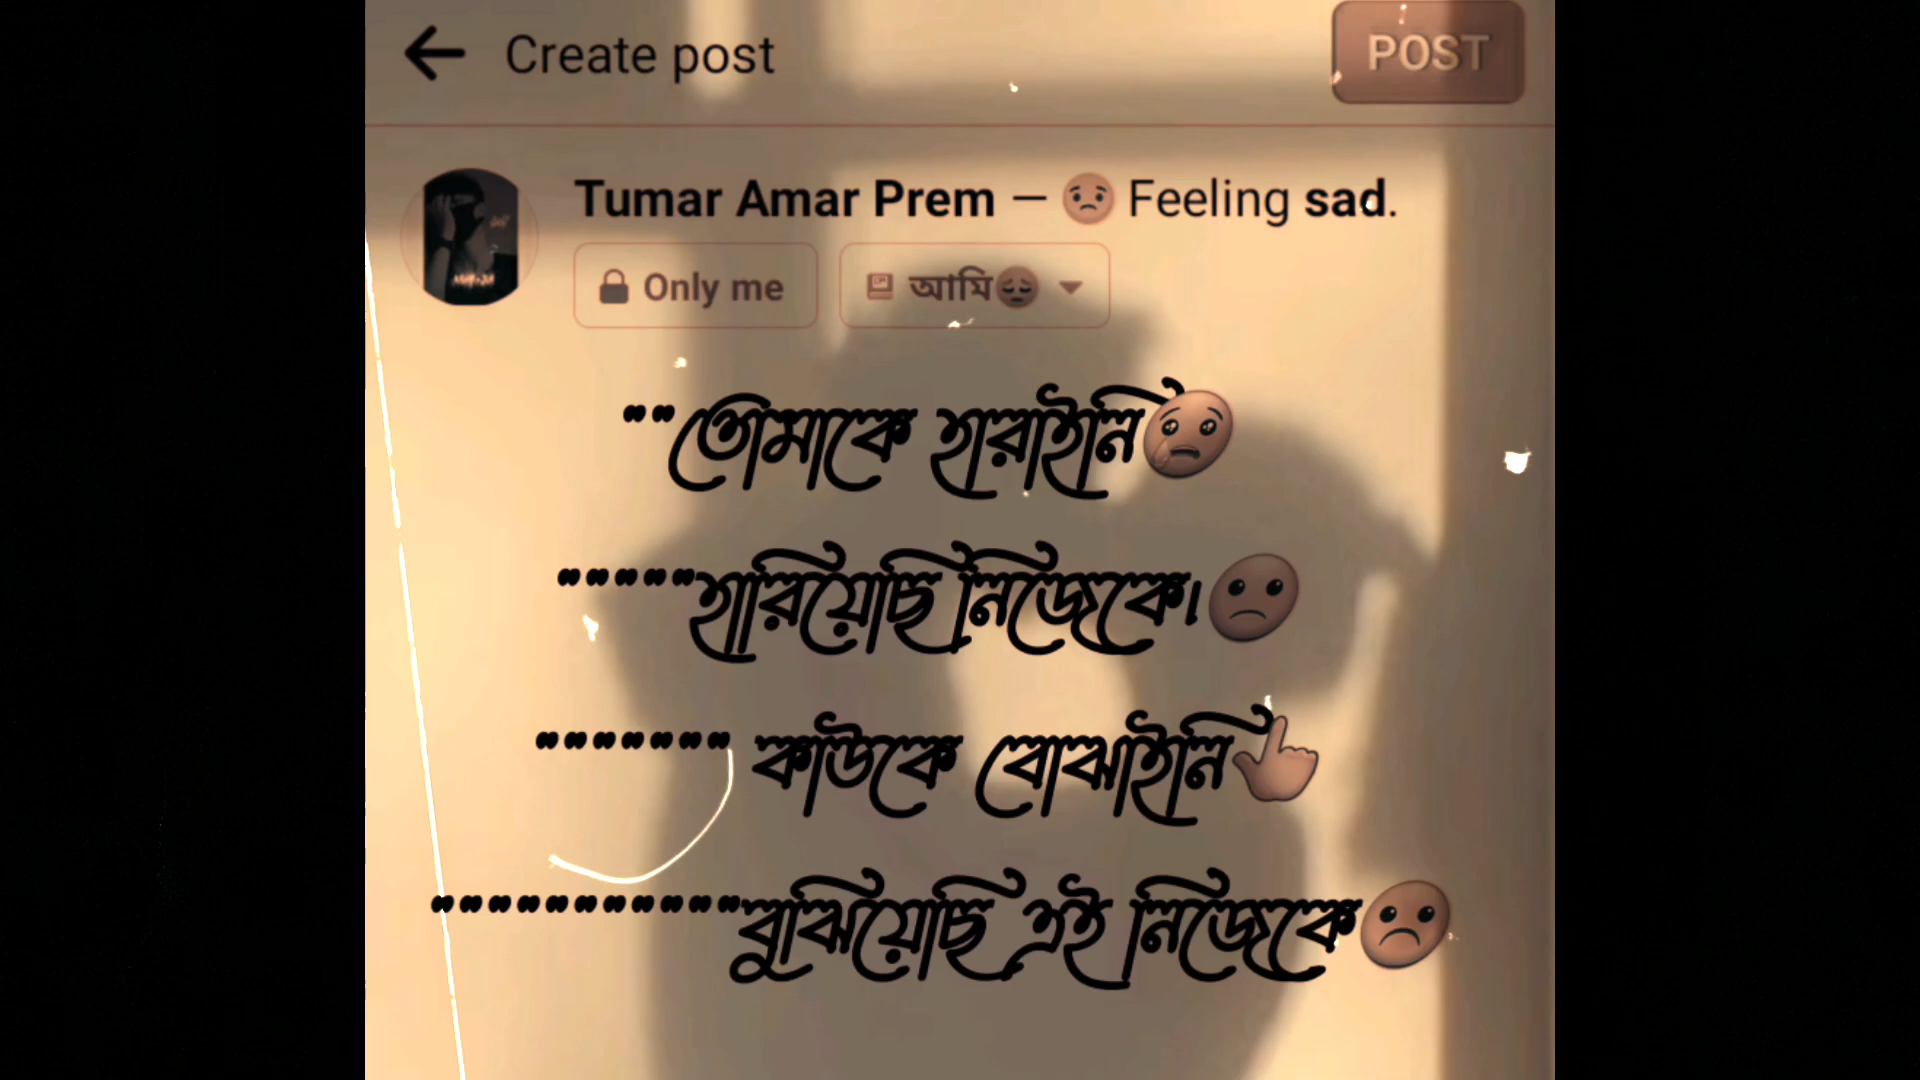 ← Create post POST
Tumar Amar Prem — 😟 Feeling sad.
Only me আমি😔
""তোমাকে হারাইনি😢
"""""হারিয়েছি নিজেকে।😕
""""""" কাউকে বোঝাইনি👆
"""""""""""বুঝিয়েছি এই নিজেকে🙁